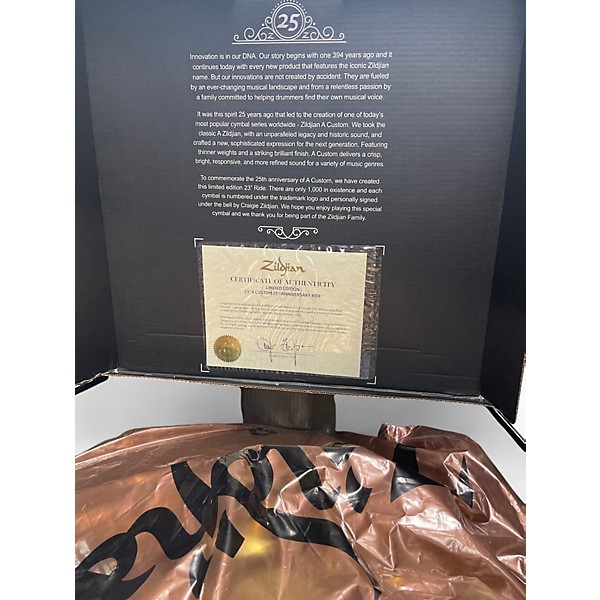 25
Innovation is in our DNA. Our story begins with one 394 years ago and it
continues today with every new product that features the iconic Zildjian
name. But our innovations are not created by accident. They are fueled
by an ever-changing musical landscape and from a relentless passion by
a family committed to helping drummers find their own musical voice.
It was this spirit 25 years ago that led to the creation of one of today's
most popular cymbal series worldwide - Zildjian A Custom. We took the
classic A Zildjian, with an unparalleled legacy and historic sound, and
crafted a new, sophisticated expression for the next generation. Featuring
thinner weights and a striking brilliant finish, A Custom delivers a crisp,
bright, responsive, and more refined sound for a variety of music genres.
To commemorate the 25th anniversary of A Custom, we have created
this limited edition 23" Ride. There are only 1,000 in existence and each
cymbal is numbered under the trademark logo and personally signed
under the bell by Craigie Zildjian. We hope you enjoy playing this special
cymbal and we thank you for being part of the Zildjian Family.
Zildjian
CERTIFICATE OF AUTHENTICITY
LIMITED EDITION
23" A CUSTOM 25TH ANNIVERSARY RIDE